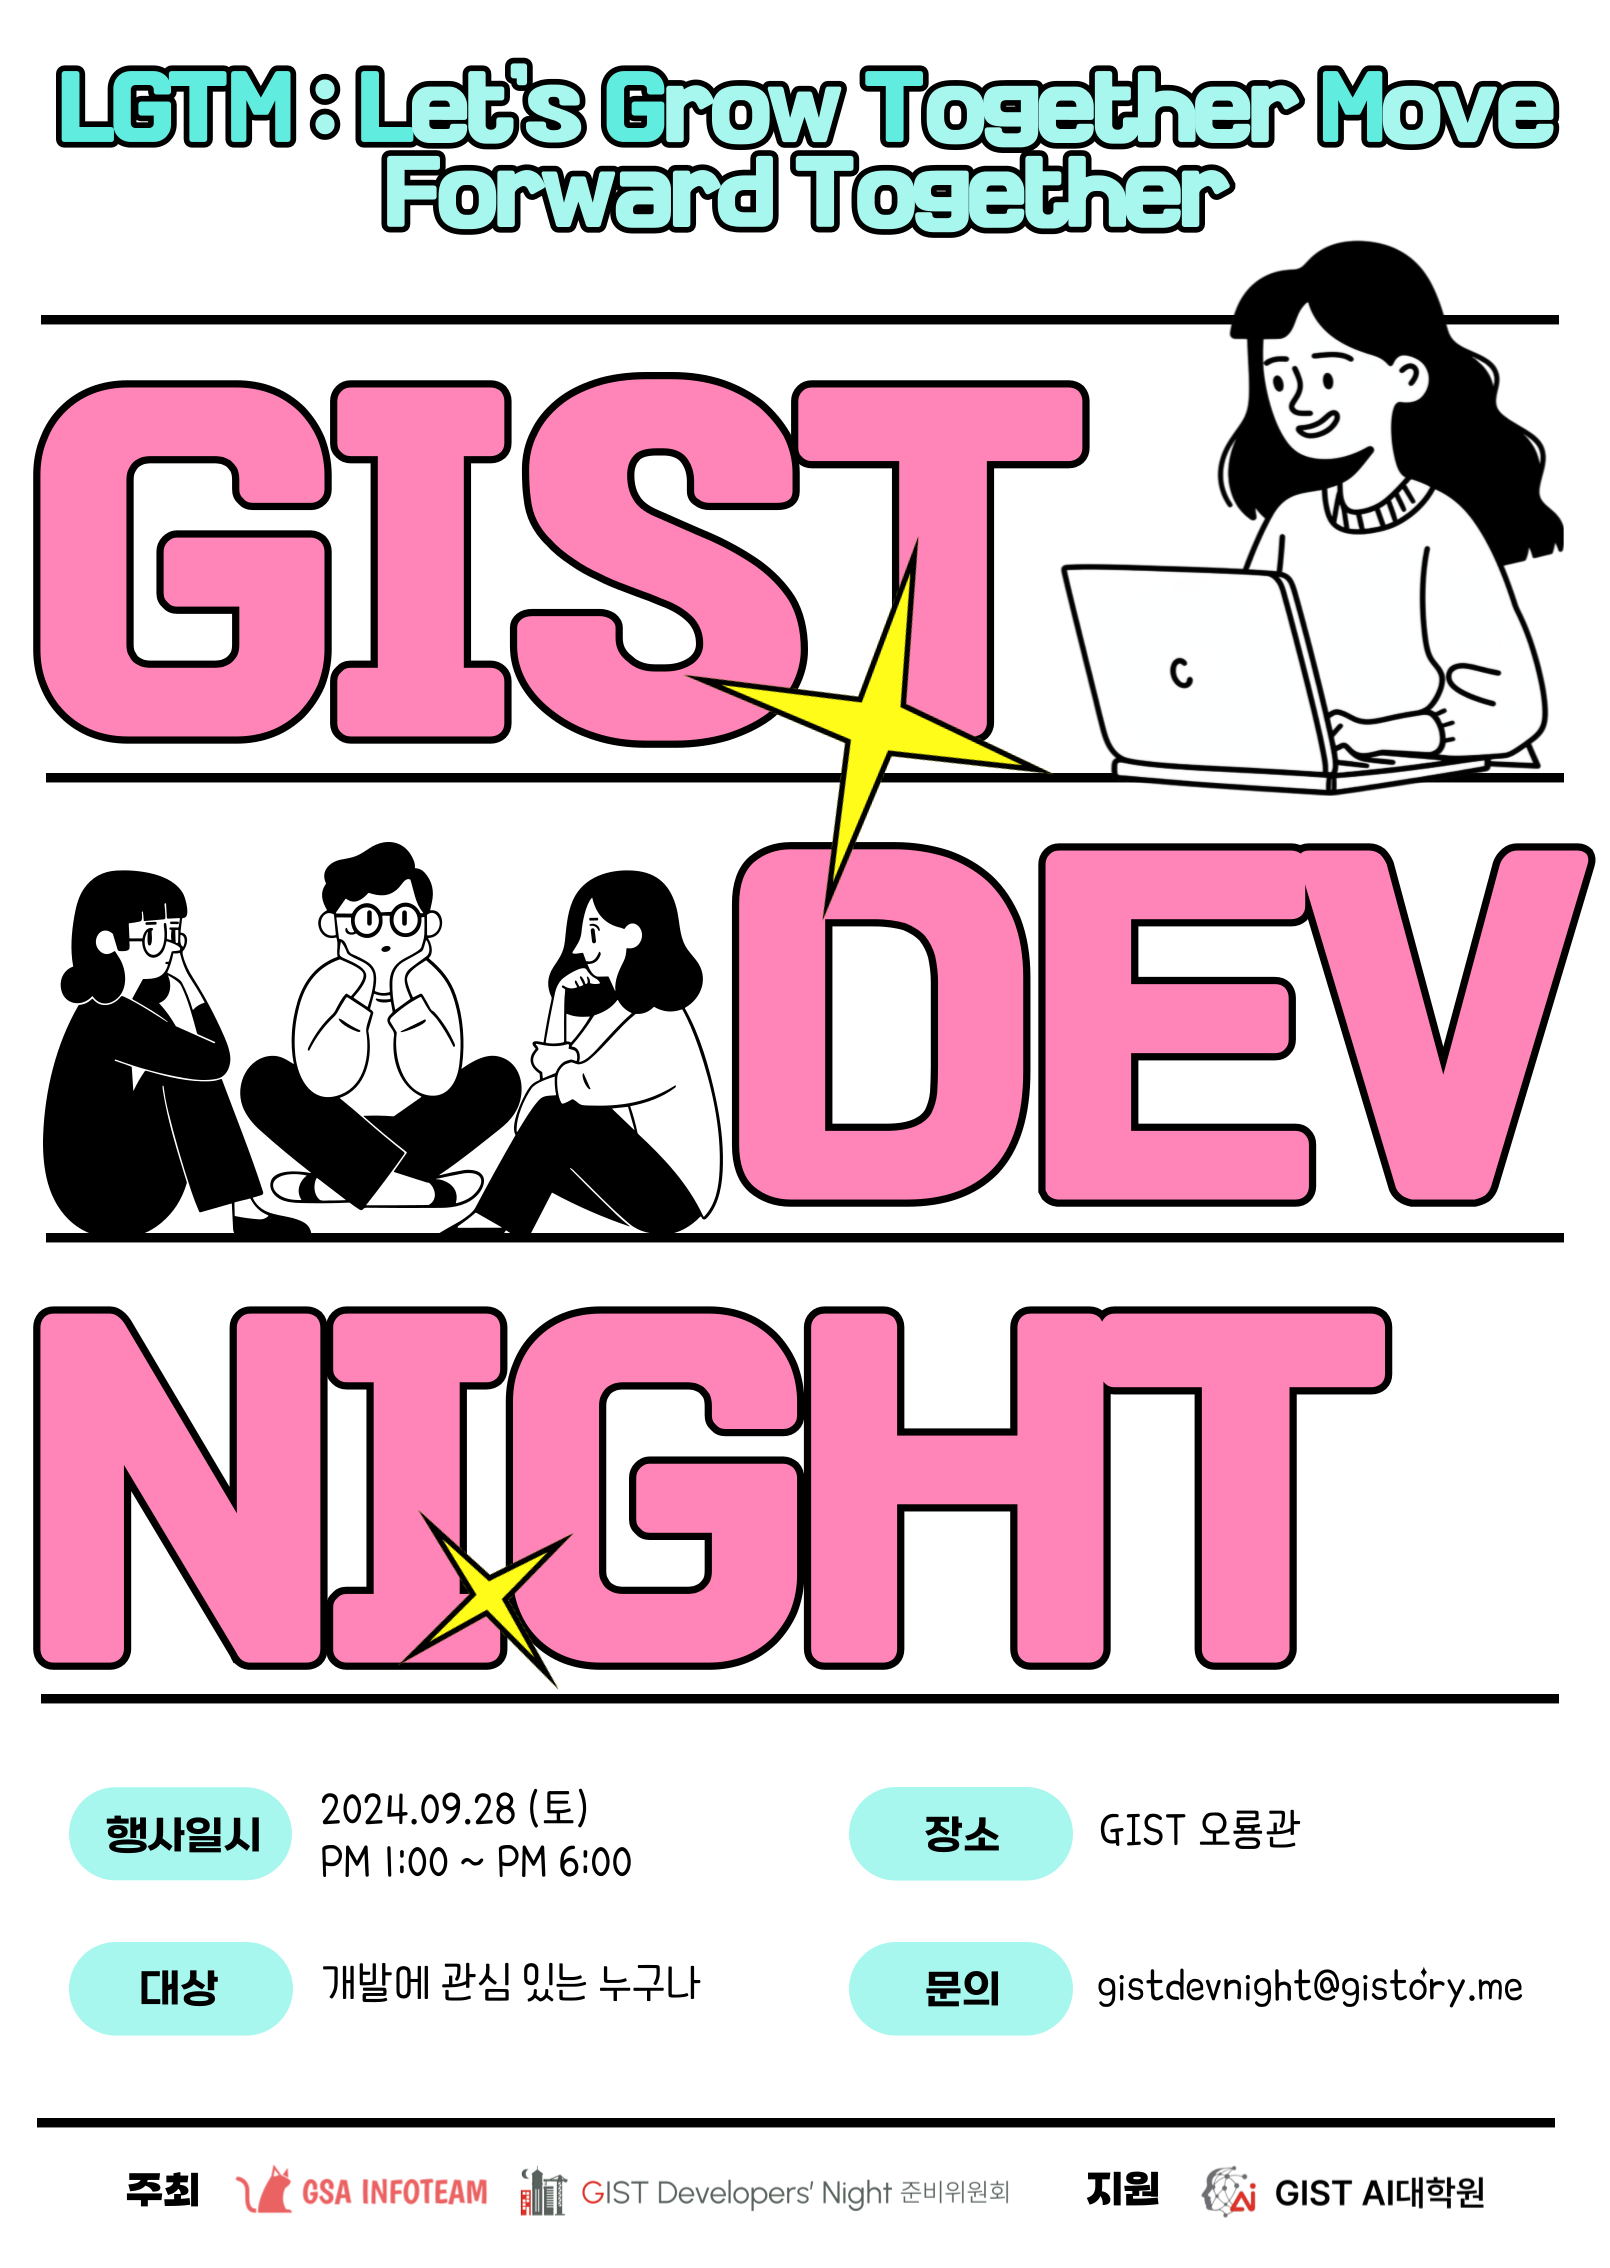 LGTM : Let's Grow Together Move
Forward Together
GIST
C
DEV
NIGHT
행사일시
2024.09.28 (토)
PM 1:00 ~ PM 6:00
장소
GIST 오룡관
대상
개발에 관심 있는 누구나
문의
gistdevnight@gistory.me
주최
GSA INFOTEAM
GIST Developers' Night 준비위원회
지원
Ai
GIST AI대학원